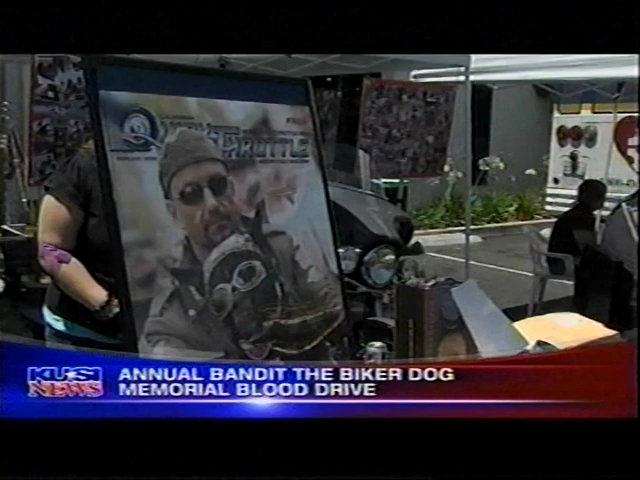 THROTTLE
KUSI
NEWS
ANNUAL BANDIT THE BIKER DOG
MEMORIAL BLOOD DRIVE